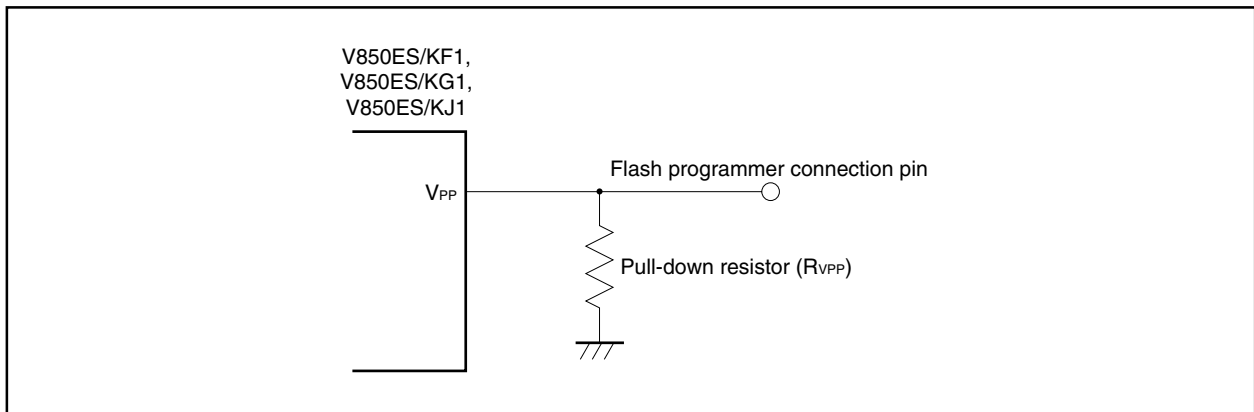 V850ES/KF1,
V850ES/KG1,
V850ES/KJ1
VPP
Flash programmer connection pin
Pull-down resistor (RVPP)